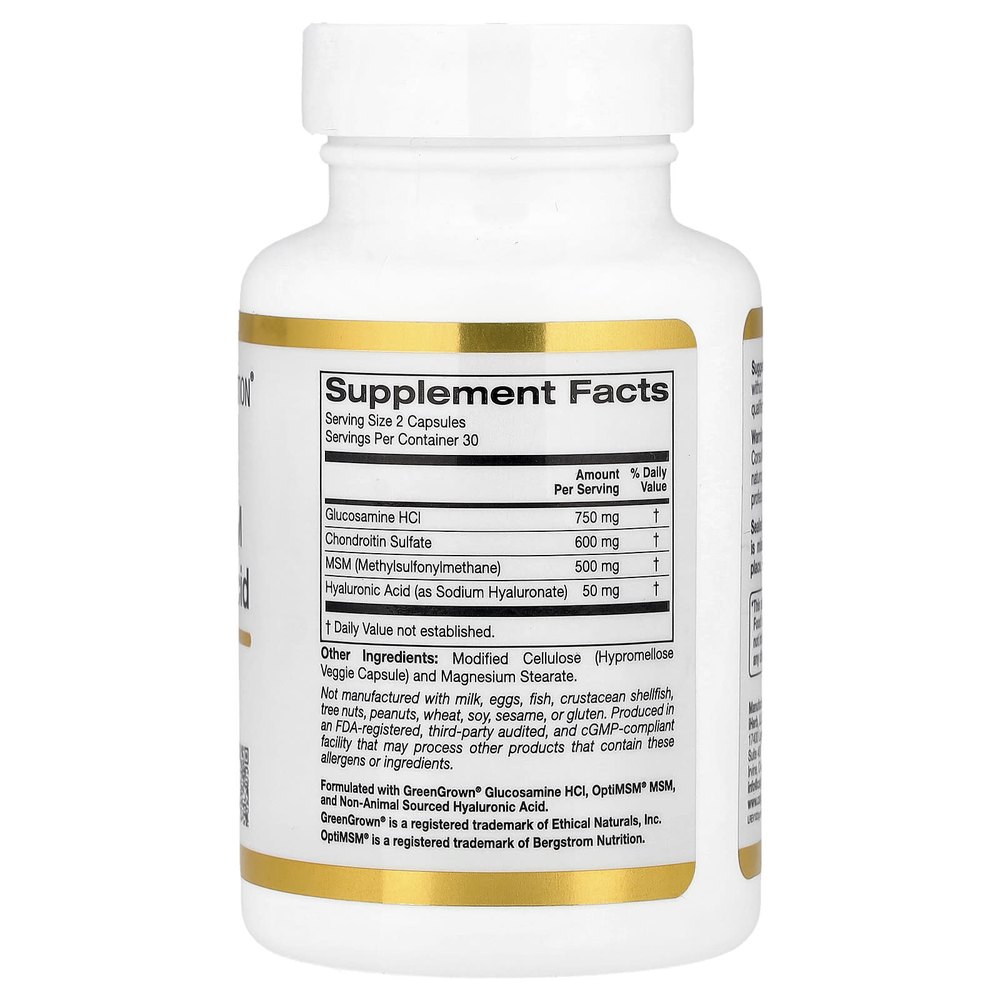 Supplement Facts
Serving Size 2 Capsules
Servings Per Container 30
Amount Per Serving % Daily Value
Glucosamine HCl 750 mg †
Chondroitin Sulfate 600 mg †
MSM (Methylsulfonylmethane) 500 mg †
Hyaluronic Acid (as Sodium Hyaluronate) 50 mg †
† Daily Value not established.
Other Ingredients: Modified Cellulose (Hypromellose
Veggie Capsule) and Magnesium Stearate.
Not manufactured with milk, eggs, fish, crustacean shellfish,
tree nuts, peanuts, wheat, soy, sesame, or gluten. Produced in
an FDA-registered, third-party audited, and cGMP-compliant
facility that may process other products that contain these
allergens or ingredients.
Formulated with GreenGrown® Glucosamine HCl, OptiMSM® MSM,
and Non-Animal Sourced Hyaluronic Acid.
GreenGrown® is a registered trademark of Ethical Naturals, Inc.
OptiMSM® is a registered trademark of Bergstrom Nutrition.